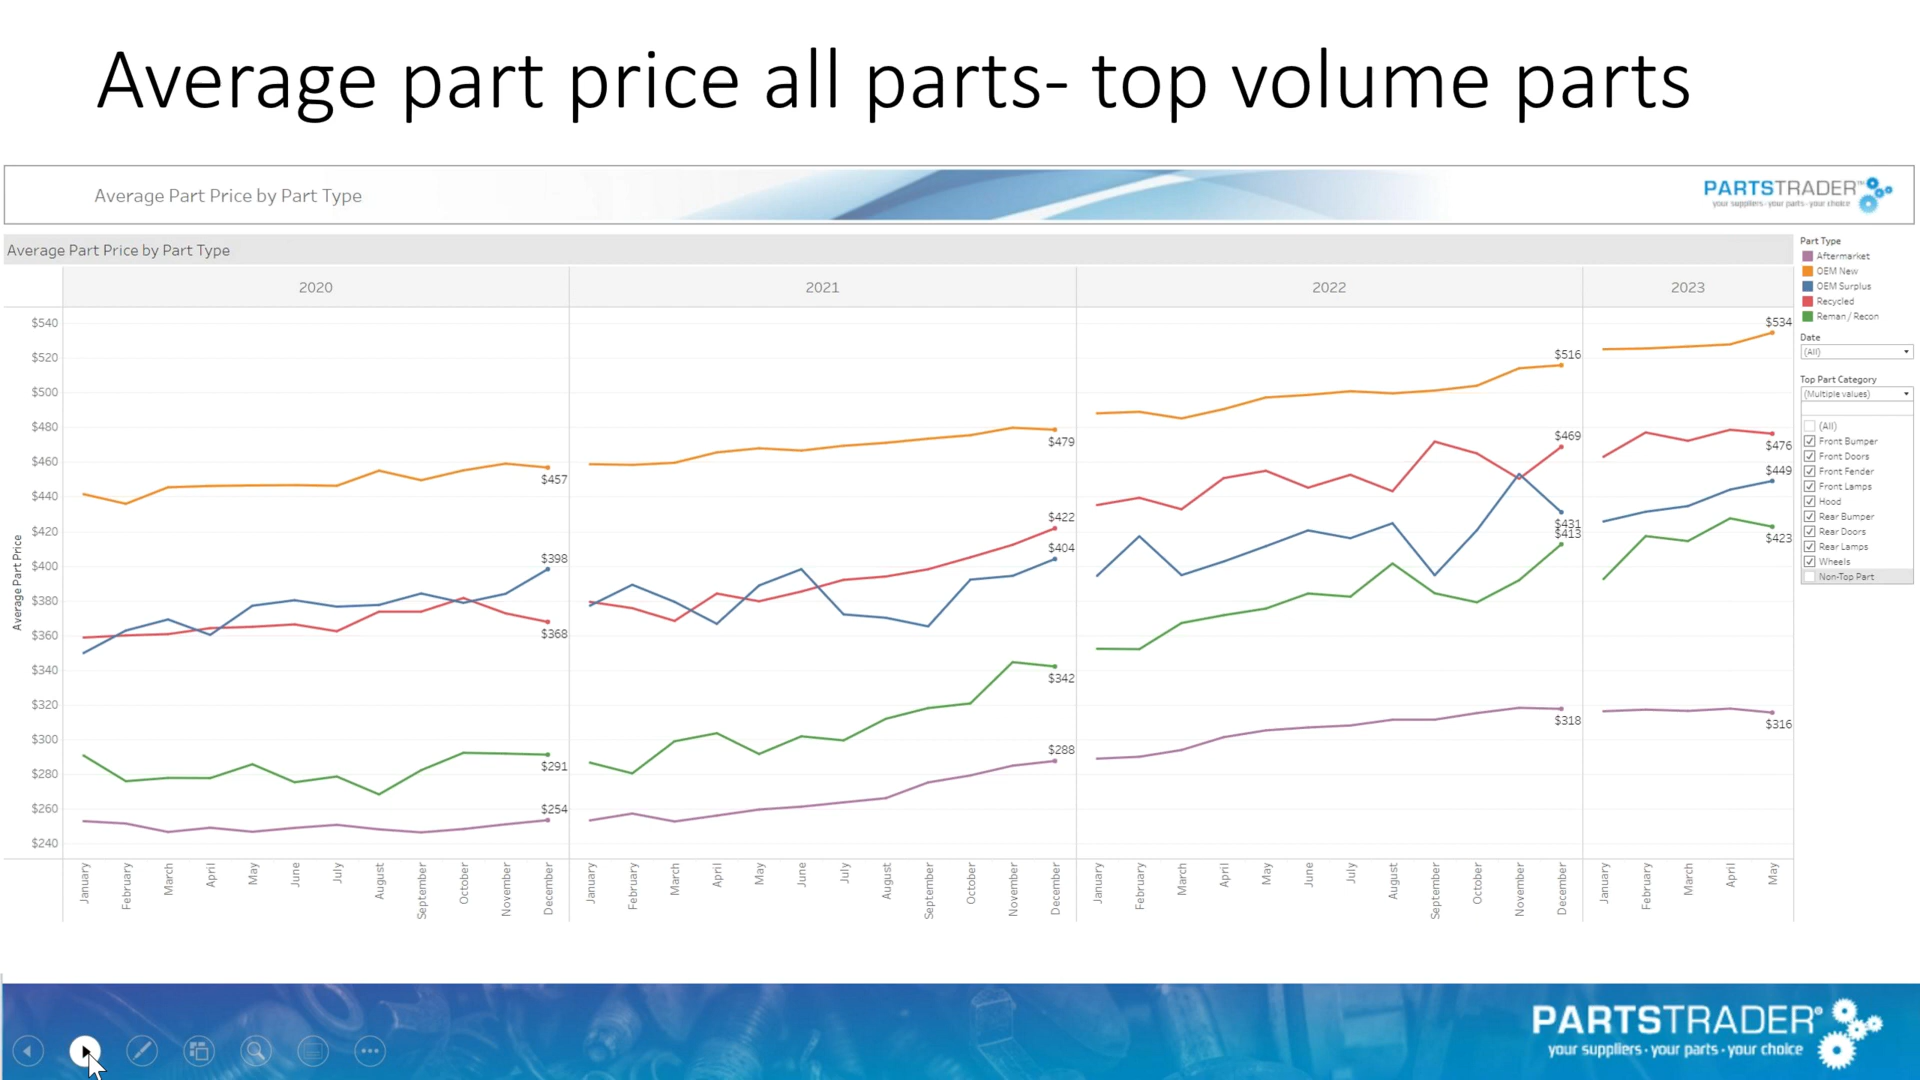 Average part price all parts- top volume parts
Average Part Price by Part Type
PARTSTRADER™
your suppliers·your parts·your choice
Average Part Price by Part Type
2020 2021 2022 2023
Part Type
Aftermarket
OEM New
OEM Surplus
Recycled
Reman / Recon
Date
(All)
Top Part Category
(Multiple values)
(All)
Front Bumper
Front Doors
Front Fender
Front Lamps
Hood
Rear Bumper
Rear Doors
Rear Lamps
Wheels
Non-Top Part
Average Part Price
$540
$520
$500
$480
$460
$440
$420
$400
$380
$360
$340
$320
$300
$280
$260
$240
$457
$398
$368
$291
$254
$479
$422
$404
$342
$288
$516
$469
$431
$413
$318
$534
$476
$449
$423
$316
January February March April May June July August September October November December
January February March April May June July August September October November December
January February March April May June July August September October November December
January February March April May
PARTSTRADER®
your suppliers · your parts · your choice